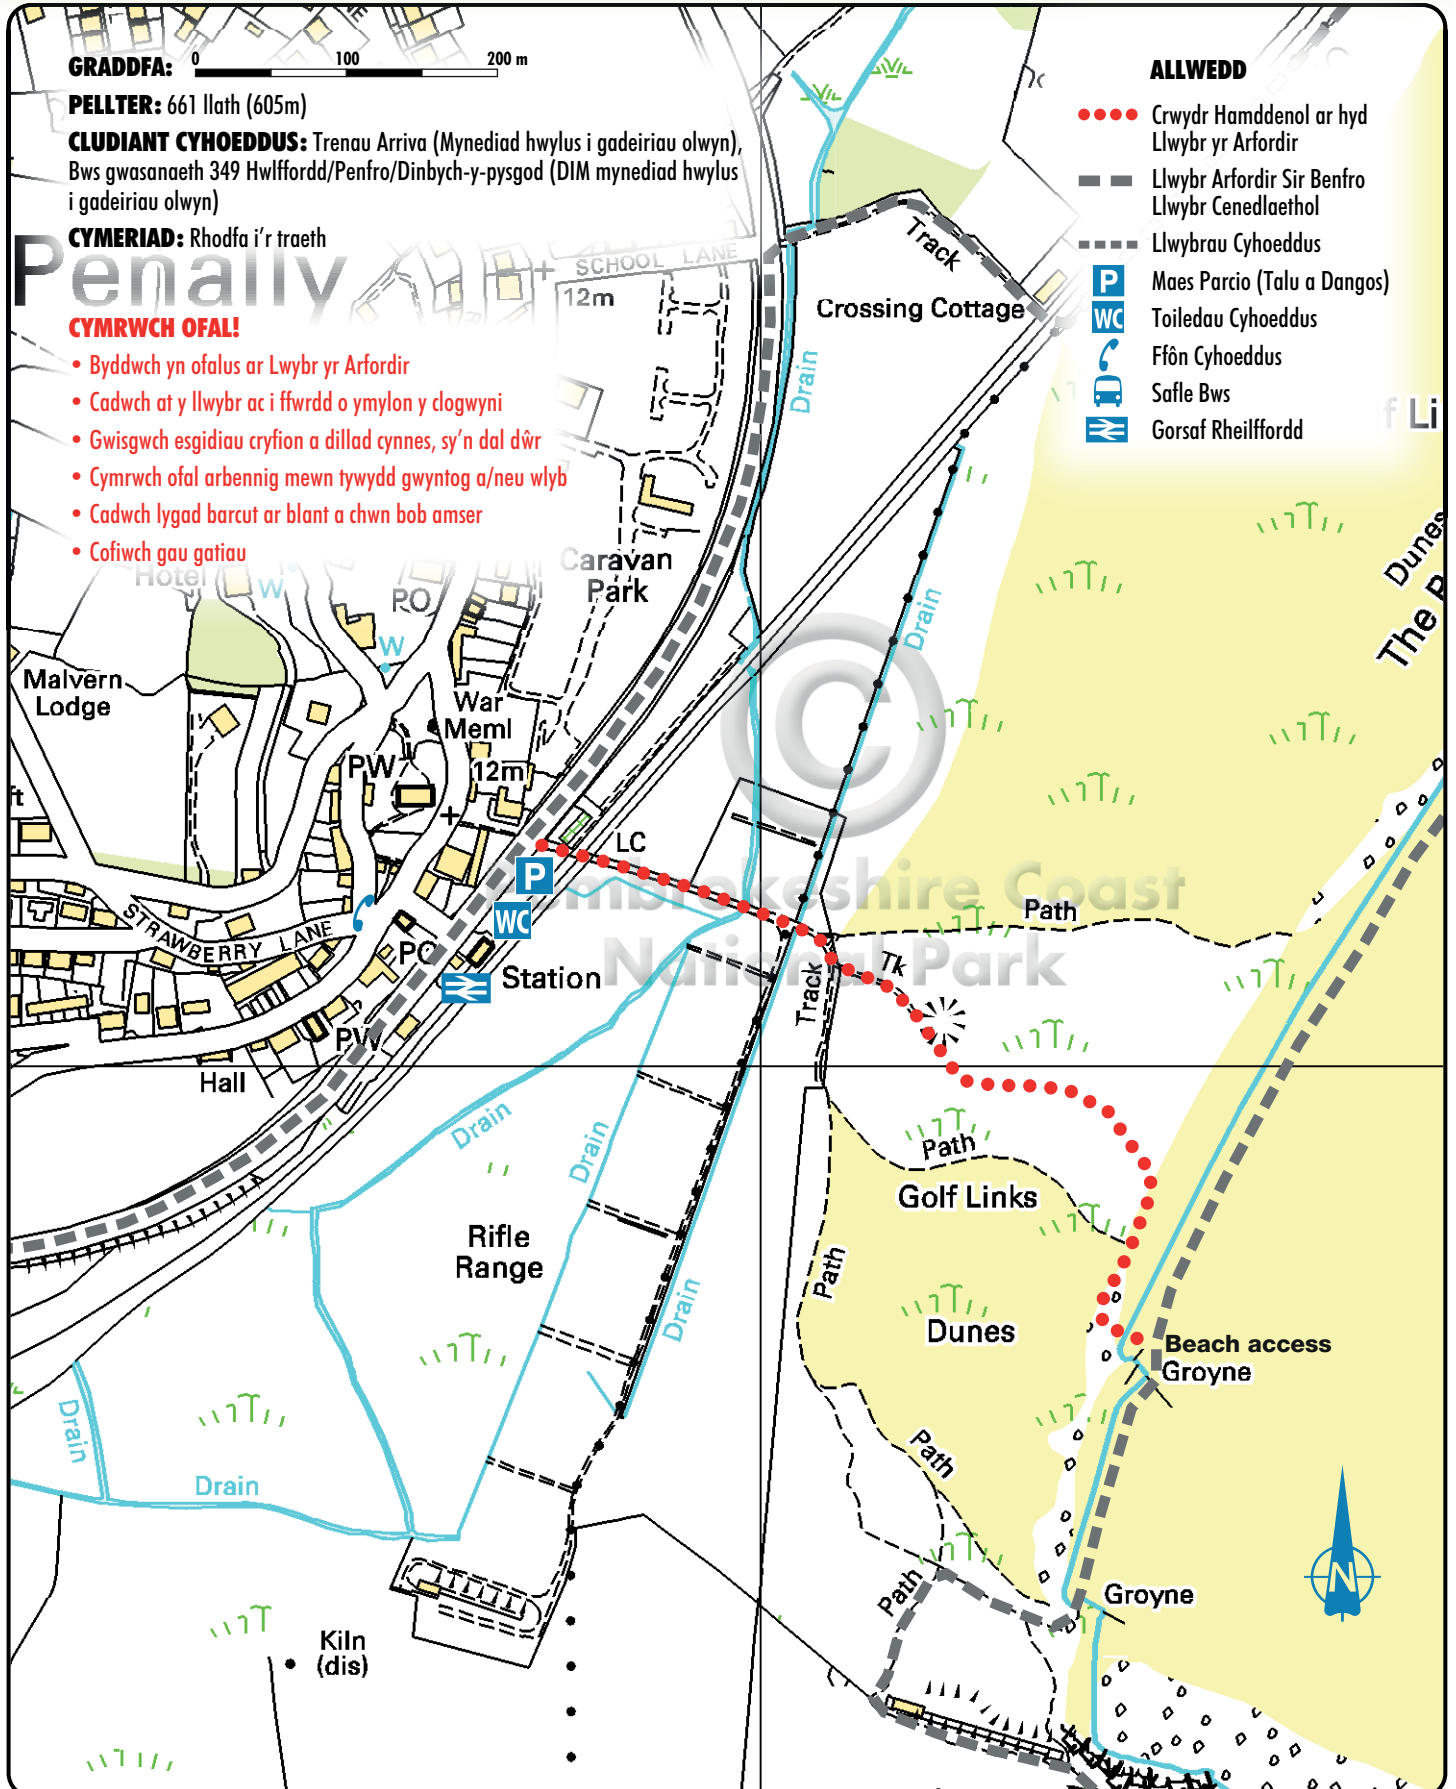 GRADDFA: 0 100 200 m
PELLTER: 661 llath (605m)
CLUDIANT CYHOEDDUS: Trenau Arriva (Mynediad hwylus i gadeiriau olwyn),
Bws gwasanaeth 349 Hwlffordd/Penfro/Dinbych-y-pysgod (DIM mynediad hwylus
i gadeiriau olwyn)
CYMERIAD: Rhodfa i'r traeth
Penally
SCHOOL LANE
12m
CYMRWCH OFAL!
• Byddwch yn ofalus ar Lwybr yr Arfordir
• Cadwch at y llwybr ac i ffwrdd o ymylon y clogwyni
• Gwisgwch esgidiau cryfion a dillad cynnes, sy'n dal dŵr
• Cymrwch ofal arbennig mewn tywydd gwyntog a/neu wlyb
• Cadwch lygad barcut ar blant a chwn bob amser
• Cofiwch gau gatiau
ALLWEDD
Crwydr Hamddenol ar hyd
Llwybr yr Arfordir
Llwybr Arfordir Sir Benfro
Llwybr Cenedlaethol
Llwybrau Cyhoeddus
P Maes Parcio (Talu a Dangos)
WC Toiledau Cyhoeddus
Ffôn Cyhoeddus
Safle Bws
Gorsaf Rheilffordd
Track
Crossing Cottage
Drain
Caravan
Park
Hotel
W
PO
W
Drain
Dunes
Malvern
Lodge
War
Meml
PW
12m
LC
P
WC
©
Pembrokeshire Coast
National Park
Path
STRAWBERRY LANE
Station
Tk
Track
PW
Hall
Drain
Drain
Path
Golf Links
Rifle
Range
Path
Drain
Dunes
Beach access
Groyne
Drain
Path
Drain
N
Path
Groyne
Kiln
(dis)